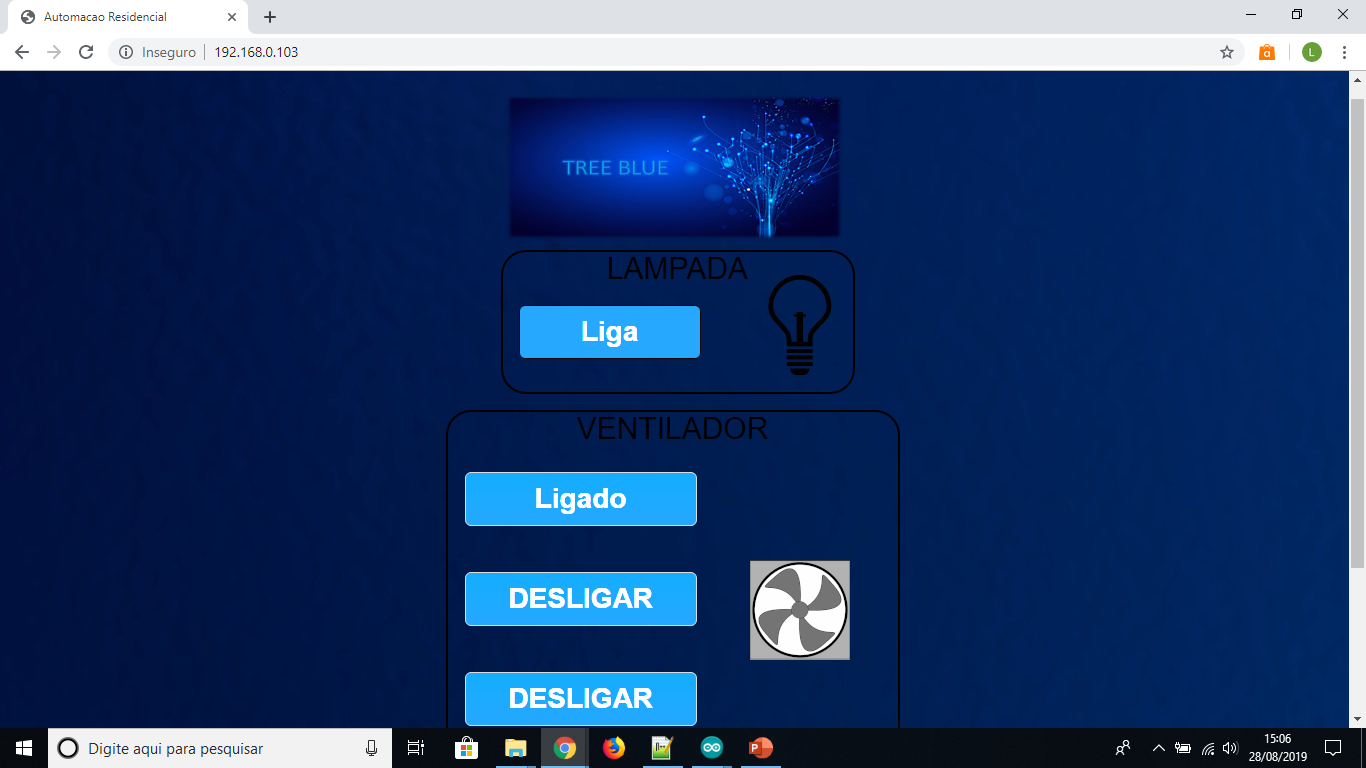 Automacao Residencial
Inseguro
192.168.0.103
a
L
TREE BLUE
LAMPADA
Liga
VENTILADOR
Ligado
DESLIGAR
DESLIGAR
Digite aqui para pesquisar
15:06
28/08/2019